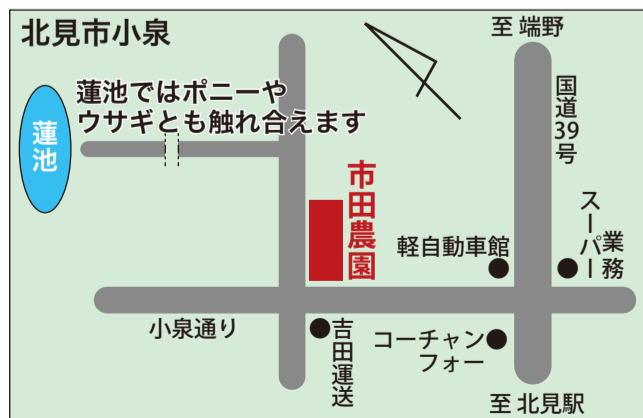 北見市小泉
至 端野
蓮池ではポニーや
ウサギとも触れ合えます
蓮池
国道39号
市田農園
軽自動車館
業務
スーパー
小泉通り
吉田運送
コーチャン
フォー
至 北見駅